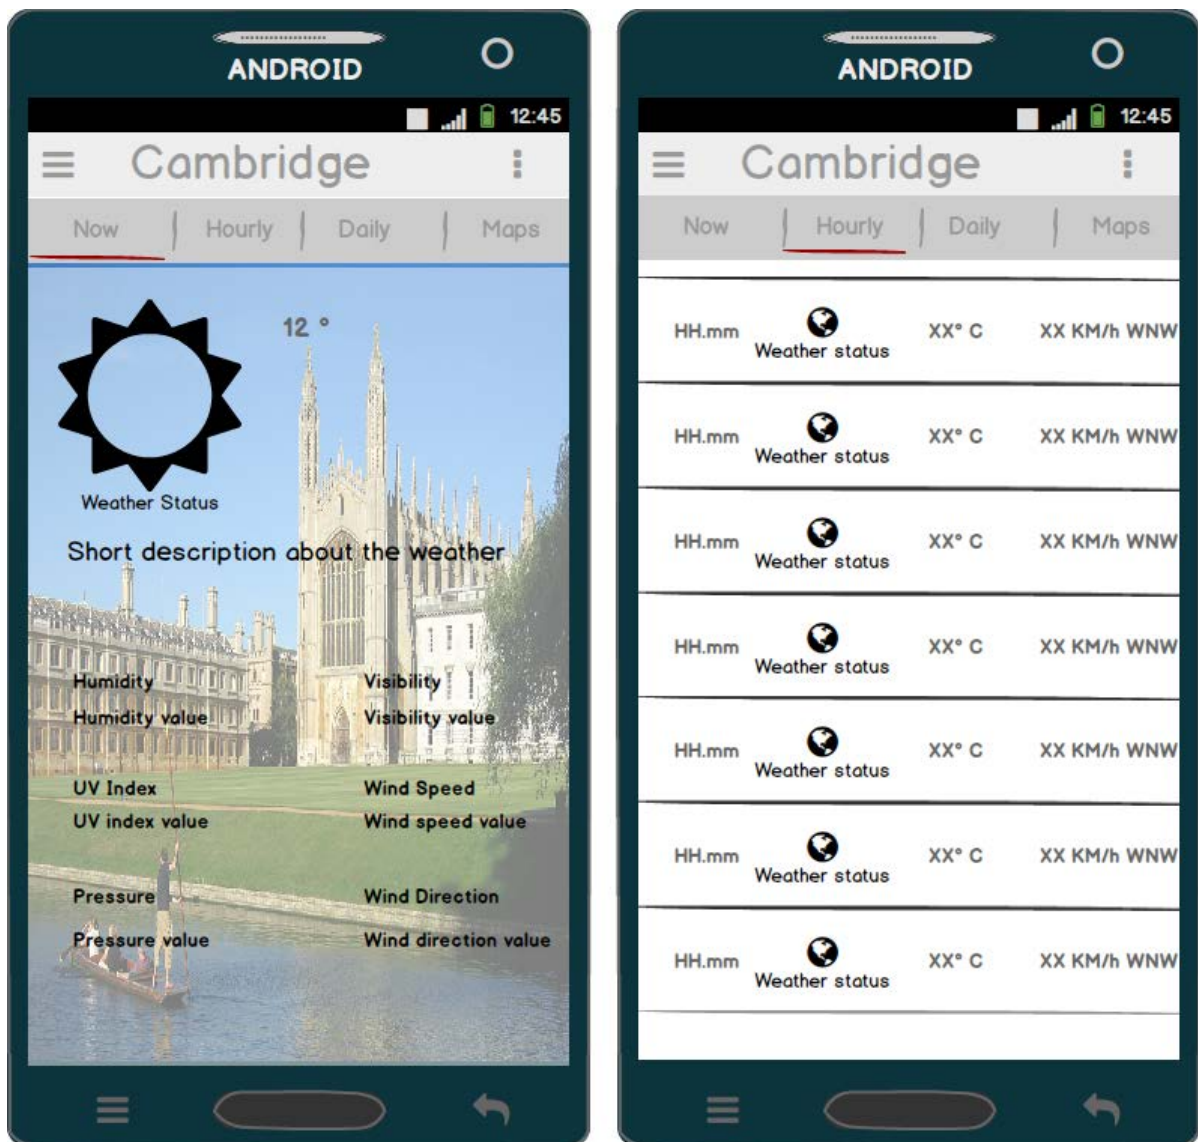 ANDROID
12:45
Cambridge
Now Hourly Daily Maps
12 °
Weather Status
Short description about the weather
Humidity Visibility
Humidity value Visibility value
UV Index Wind Speed
UV index value Wind speed value
Pressure Wind Direction
Pressure value Wind direction value
ANDROID
12:45
Cambridge
Now Hourly Daily Maps
HH.mm XX° C XX KM/h WNW
Weather status
HH.mm XX° C XX KM/h WNW
Weather status
HH.mm XX° C XX KM/h WNW
Weather status
HH.mm XX° C XX KM/h WNW
Weather status
HH.mm XX° C XX KM/h WNW
Weather status
HH.mm XX° C XX KM/h WNW
Weather status
HH.mm XX° C XX KM/h WNW
Weather status